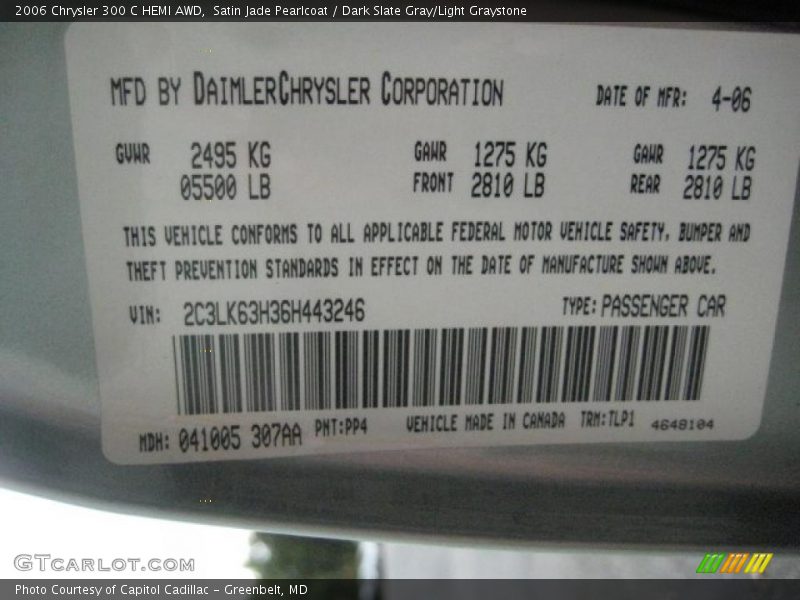 2006 Chrysler 300 C HEMI AWD,  Satin Jade Pearlcoat / Dark Slate Gray/Light Graystone
MFD BY DAIMLERCHRYSLER CORPORATION DATE OF MFR: 4-06
GVWR 2495 KG GAWR 1275 KG GAWR 1275 KG
05500 LB FRONT 2810 LB REAR 2810 LB
THIS VEHICLE CONFORMS TO ALL APPLICABLE FEDERAL MOTOR VEHICLE SAFETY, BUMPER AND
THEFT PREVENTION STANDARDS IN EFFECT ON THE DATE OF MANUFACTURE SHOWN ABOVE.
VIN: 2C3LK63H36H443246 TYPE: PASSENGER CAR
MDH: 041005 307AA PNT:PP4 VEHICLE MADE IN CANADA TRM:TLP1 4648104
GTCARLOT.COM
Photo Courtesy of Capitol Cadillac - Greenbelt, MD